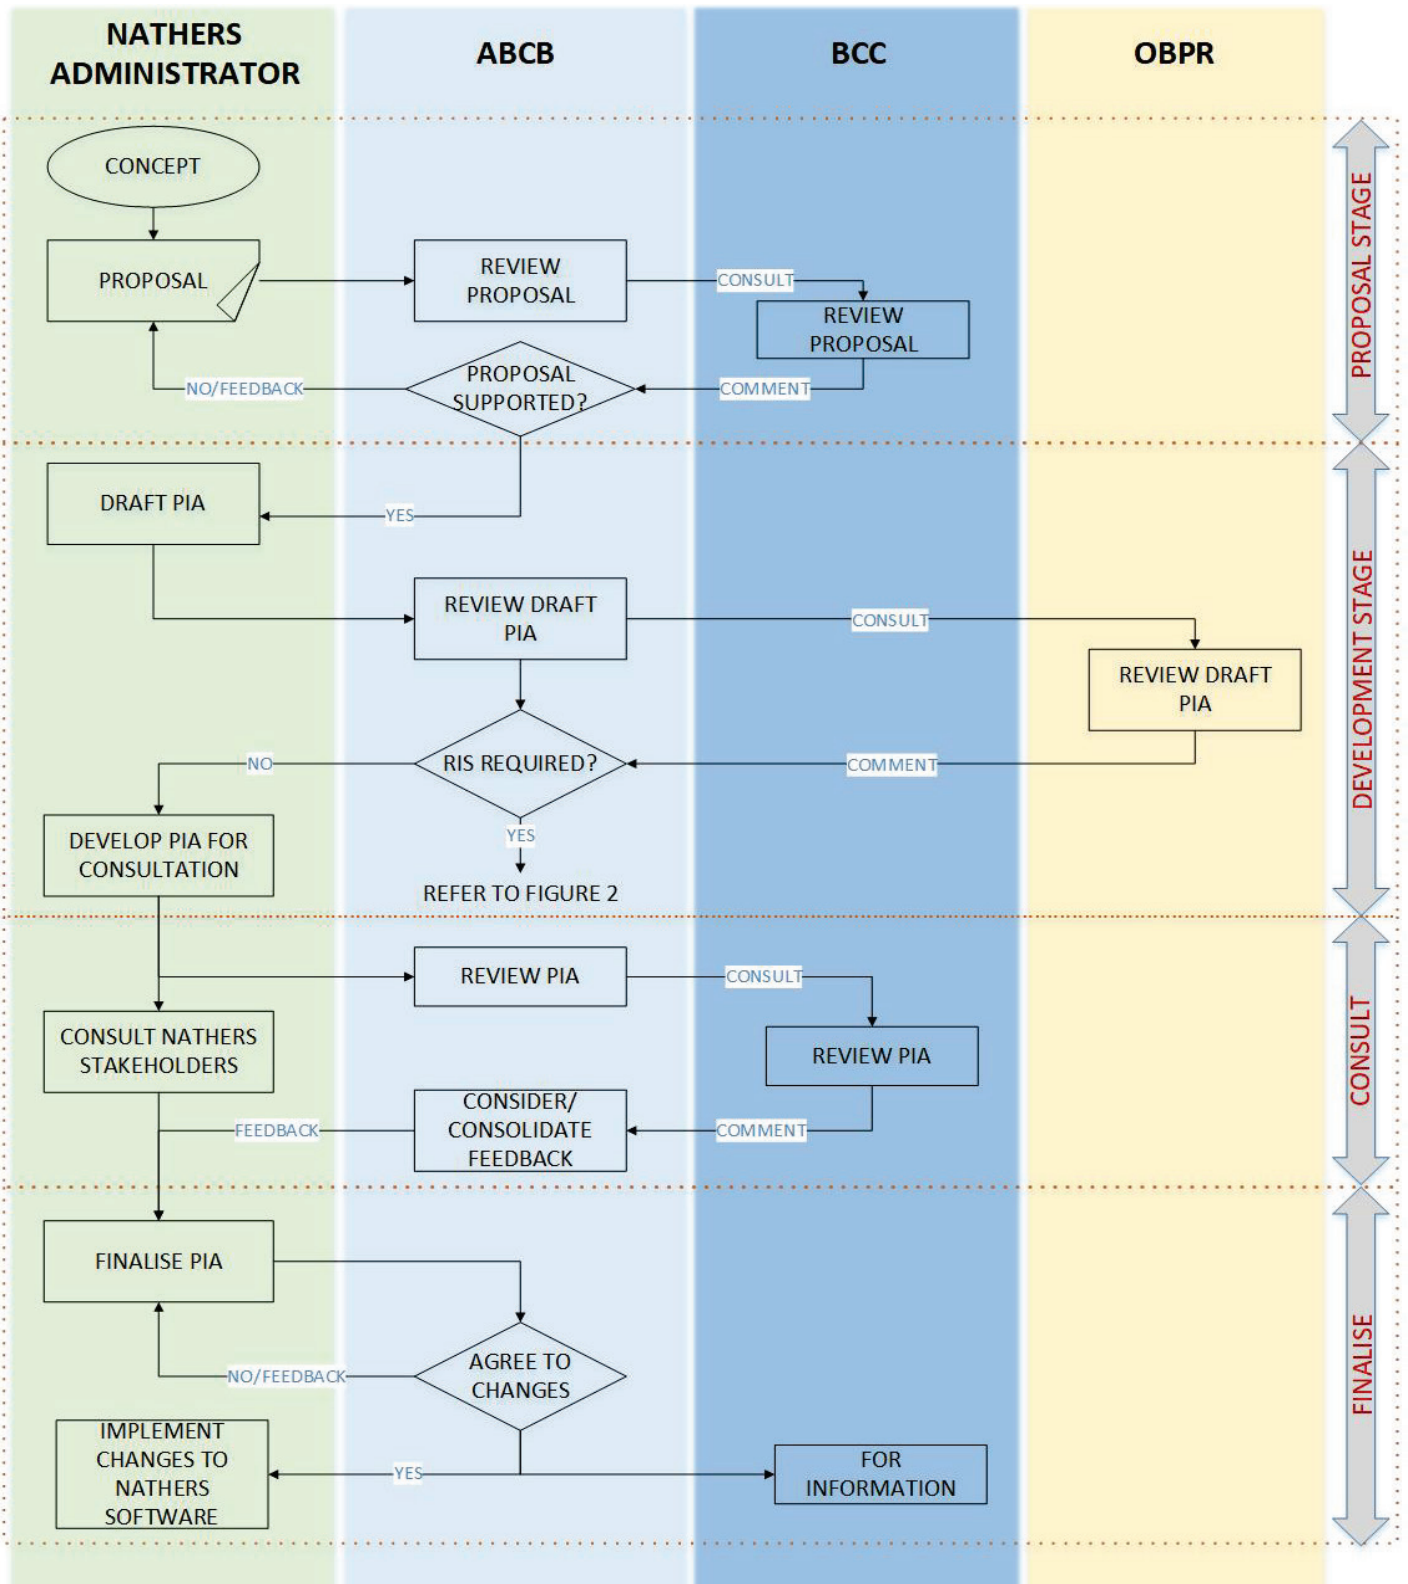 NATHERS
ADMINISTRATOR
ABCB
BCC
OBPR
CONCEPT
PROPOSAL
REVIEW
PROPOSAL
CONSULT
REVIEW
PROPOSAL
PROPOSAL
SUPPORTED?
NO/FEEDBACK
COMMENT
PROPOSAL STAGE
DRAFT PIA
YES
REVIEW DRAFT
PIA
CONSULT
REVIEW DRAFT
PIA
RIS REQUIRED?
NO
COMMENT
YES
DEVELOP PIA FOR
CONSULTATION
REFER TO FIGURE 2
DEVELOPMENT STAGE
REVIEW PIA
CONSULT
CONSULT NATHERS
STAKEHOLDERS
REVIEW PIA
CONSIDER/
CONSOLIDATE
FEEDBACK
FEEDBACK
COMMENT
CONSULT
FINALISE PIA
AGREE TO
CHANGES
NO/FEEDBACK
IMPLEMENT
CHANGES TO
NATHERS
SOFTWARE
YES
FOR
INFORMATION
FINALISE